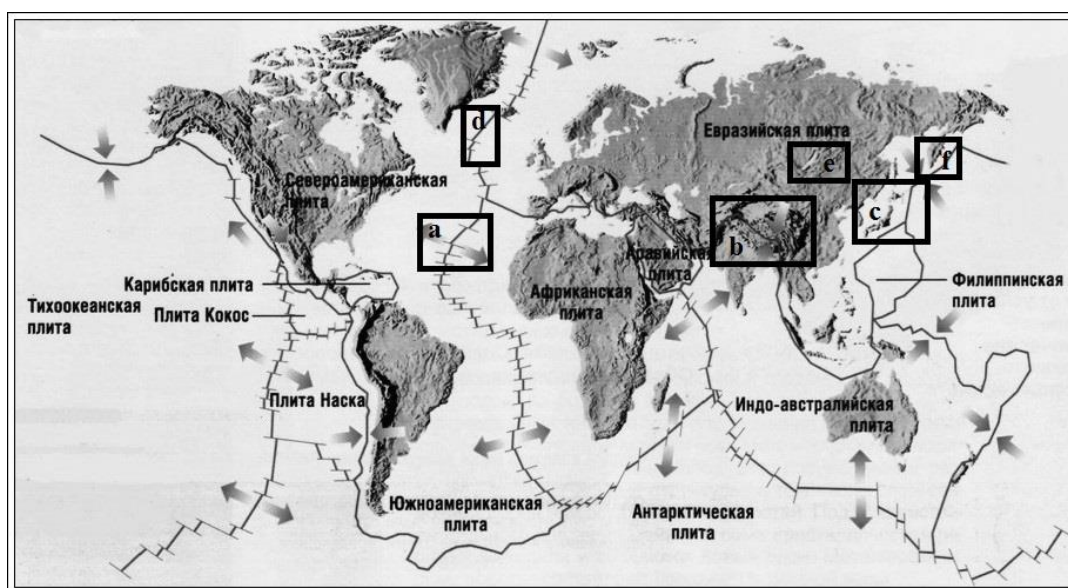 d
Евразийская плита
e
f
Североамериканская
плита
c
a
b
Аравийская
плита
Карибская плита
Африканская
плита
Филиппинская
плита
Тихоокеанская
плита
Плита Кокос
Плита Наска
Индо-австралийская
плита
Южноамериканская
плита
Антарктическая
плита